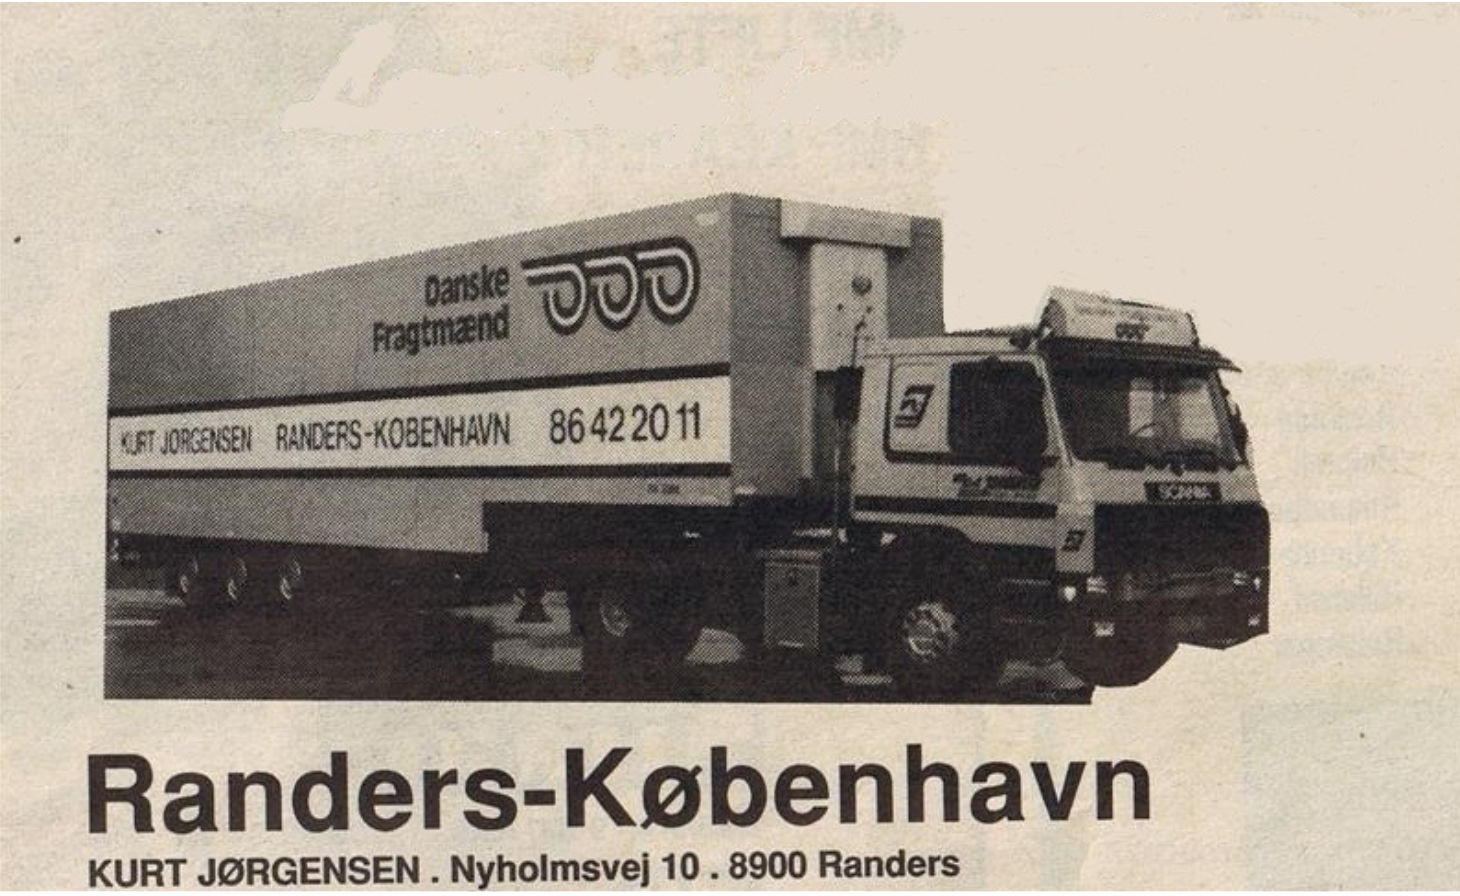 Danske
Fragtmænd
KURT JØRGENSEN RANDERS-KØBENHAVN 86 42 20 11
SCANIA
Randers-København
KURT JØRGENSEN . Nyholmsvej 10 . 8900 Randers